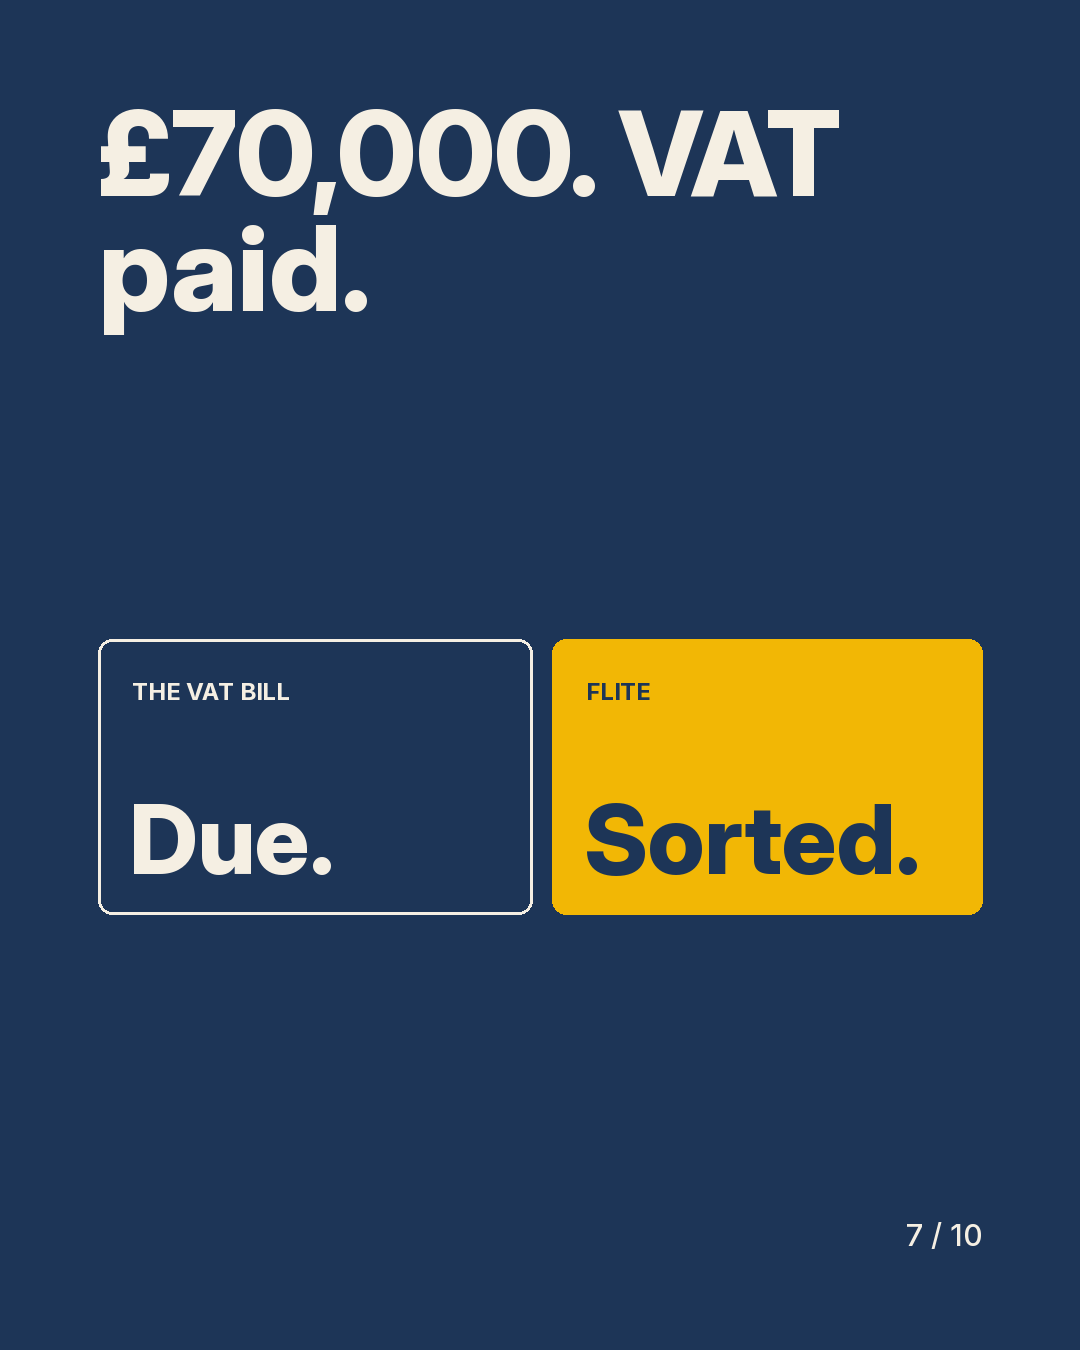 £70,000. VAT
paid.
THE VAT BILL
Due.
FLITE
Sorted.
7 / 10